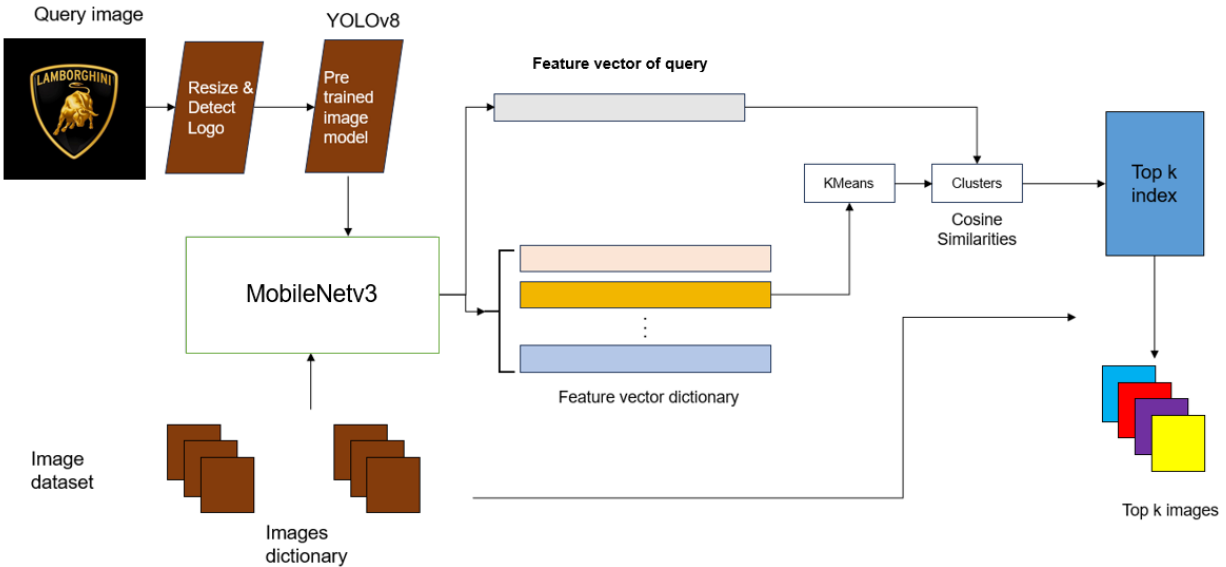 Query image
YOLOv8
LAMBORGHINI
Resize &
Detect
Logo
Pre
trained
image
model
Feature vector of query
KMeans
Clusters
Cosine
Similarities
Top k
index
MobileNetv3
Feature vector dictionary
Image
dataset
Images
dictionary
Top k images